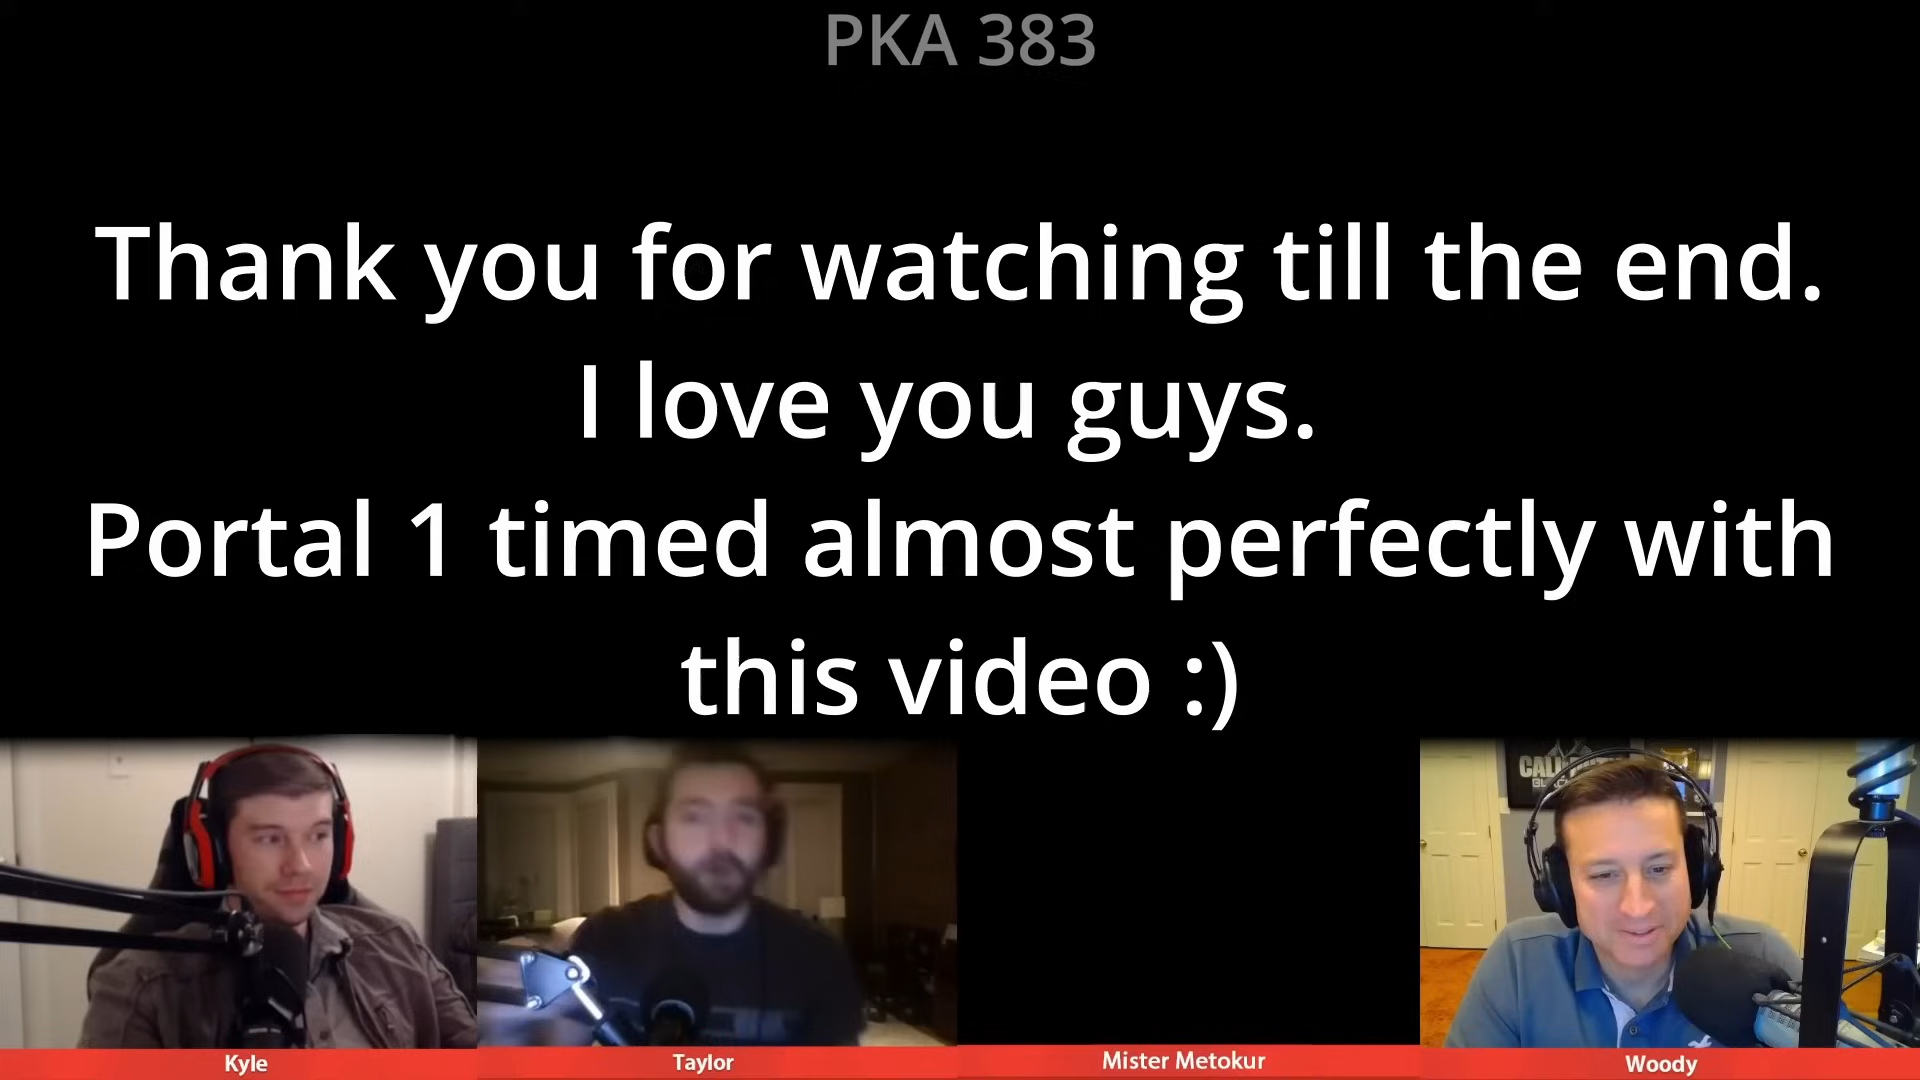 PKA 383
Thank you for watching till the end.
I love you guys.
Portal 1 timed almost perfectly with
this video :)
CALL
Kyle
Taylor
Mister Metokur
Woody